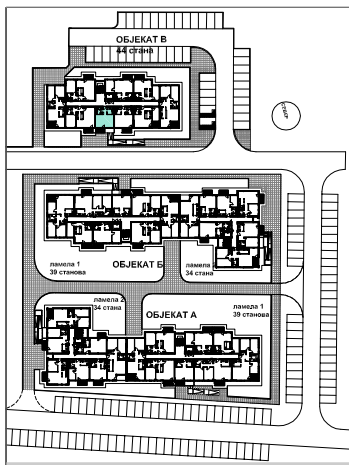 ОБЈЕКАТ В
44 стана
СЕВЕР
ламела 1
39 станова
ОБЈЕКАТ Б
ламела
34 стана
ламела 2
34 стана
ОБЈЕКАТ А
ламела 1
39 станова